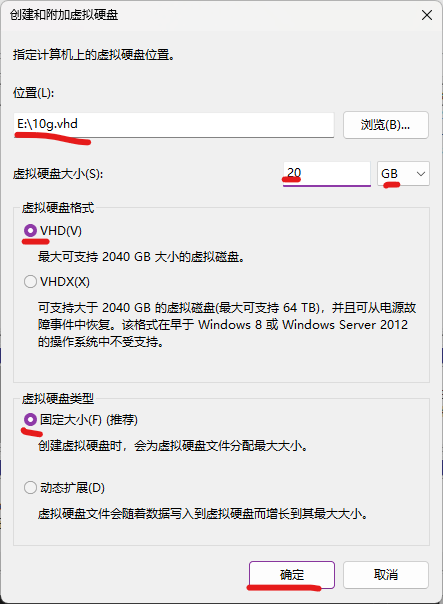 创建和附加虚拟硬盘
指定计算机上的虚拟硬盘位置。
位置(L):
E:\10g.vhd
浏览(B)...
虚拟硬盘大小(S):
20
GB
虚拟硬盘格式
VHD(V)
最大可支持 2040 GB 大小的虚拟磁盘。
VHDX(X)
可支持大于 2040 GB 的虚拟磁盘(最大可支持 64 TB)，并且可从电源故
障事件中恢复。该格式在早于 Windows 8 或 Windows Server 2012
的操作系统中不受支持。
虚拟硬盘类型
固定大小(F) (推荐)
创建虚拟硬盘时，会为虚拟硬盘文件分配最大大小。
动态扩展(D)
虚拟硬盘文件会随着数据写入到虚拟硬盘而增长到其最大大小。
确定
取消